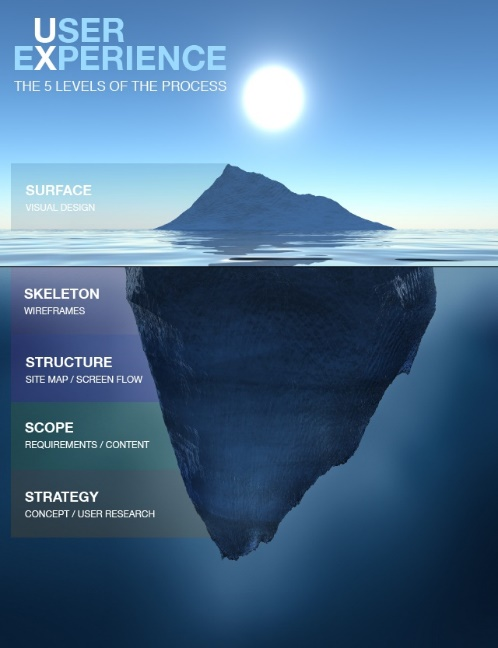 USER
EXPERIENCE
THE 5 LEVELS OF THE PROCESS
SURFACE
VISUAL DESIGN
SKELETON
WIREFRAMES
STRUCTURE
SITE MAP / SCREEN FLOW
SCOPE
REQUIREMENTS / CONTENT
STRATEGY
CONCEPT / USER RESEARCH